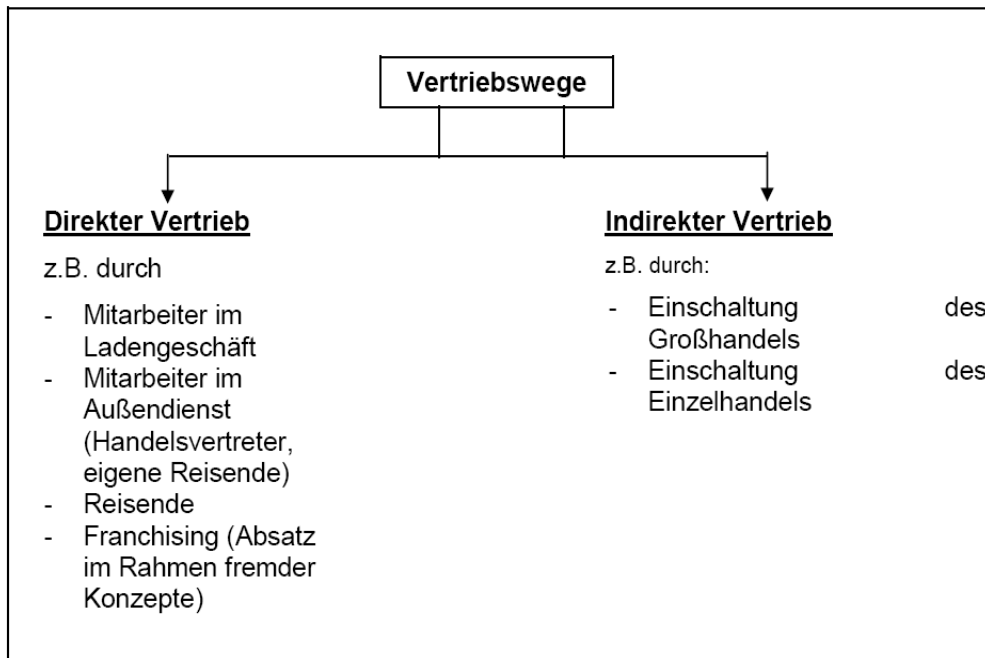 Vertriebswege
Direkter Vertrieb
z.B. durch
- Mitarbeiter im
Ladengeschäft
- Mitarbeiter im
Außendienst
(Handelsvertreter,
eigene Reisende)
- Reisende
- Franchising (Absatz
im Rahmen fremder
Konzepte)
Indirekter Vertrieb
z.B. durch:
- Einschaltung des
Großhandels
- Einschaltung des
Einzelhandels